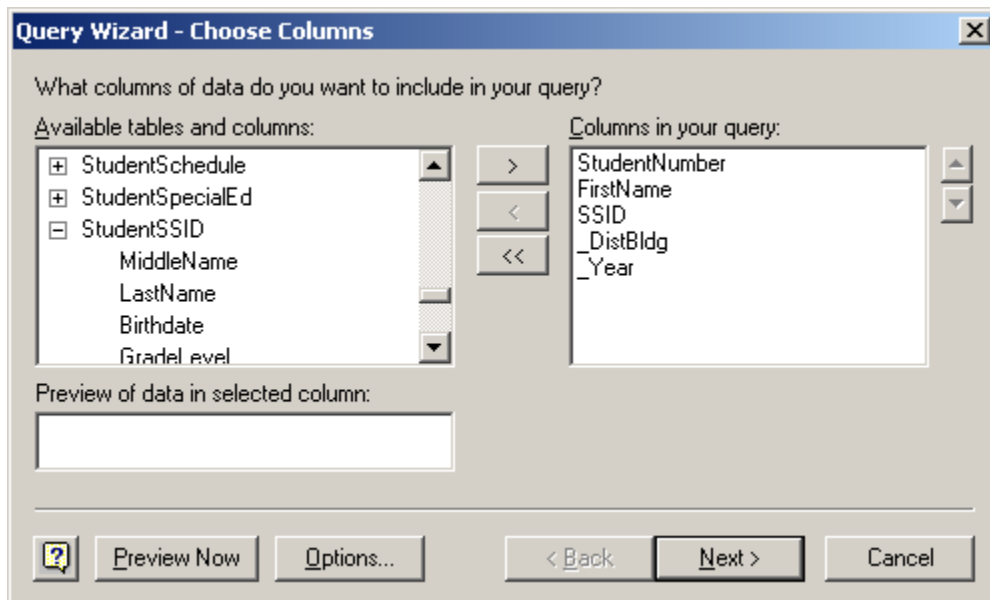 Query Wizard - Choose Columns
What columns of data do you want to include in your query?
Available tables and columns:
StudentSchedule
StudentSpecialEd
StudentSSID
MiddleName
LastName
Birthdate
GradeLevel
>
<
<<
Columns in your query:
StudentNumber
FirstName
SSID
_DistBldg
_Year
Preview of data in selected column:
?
Preview Now
Options...
< Back
Next >
Cancel